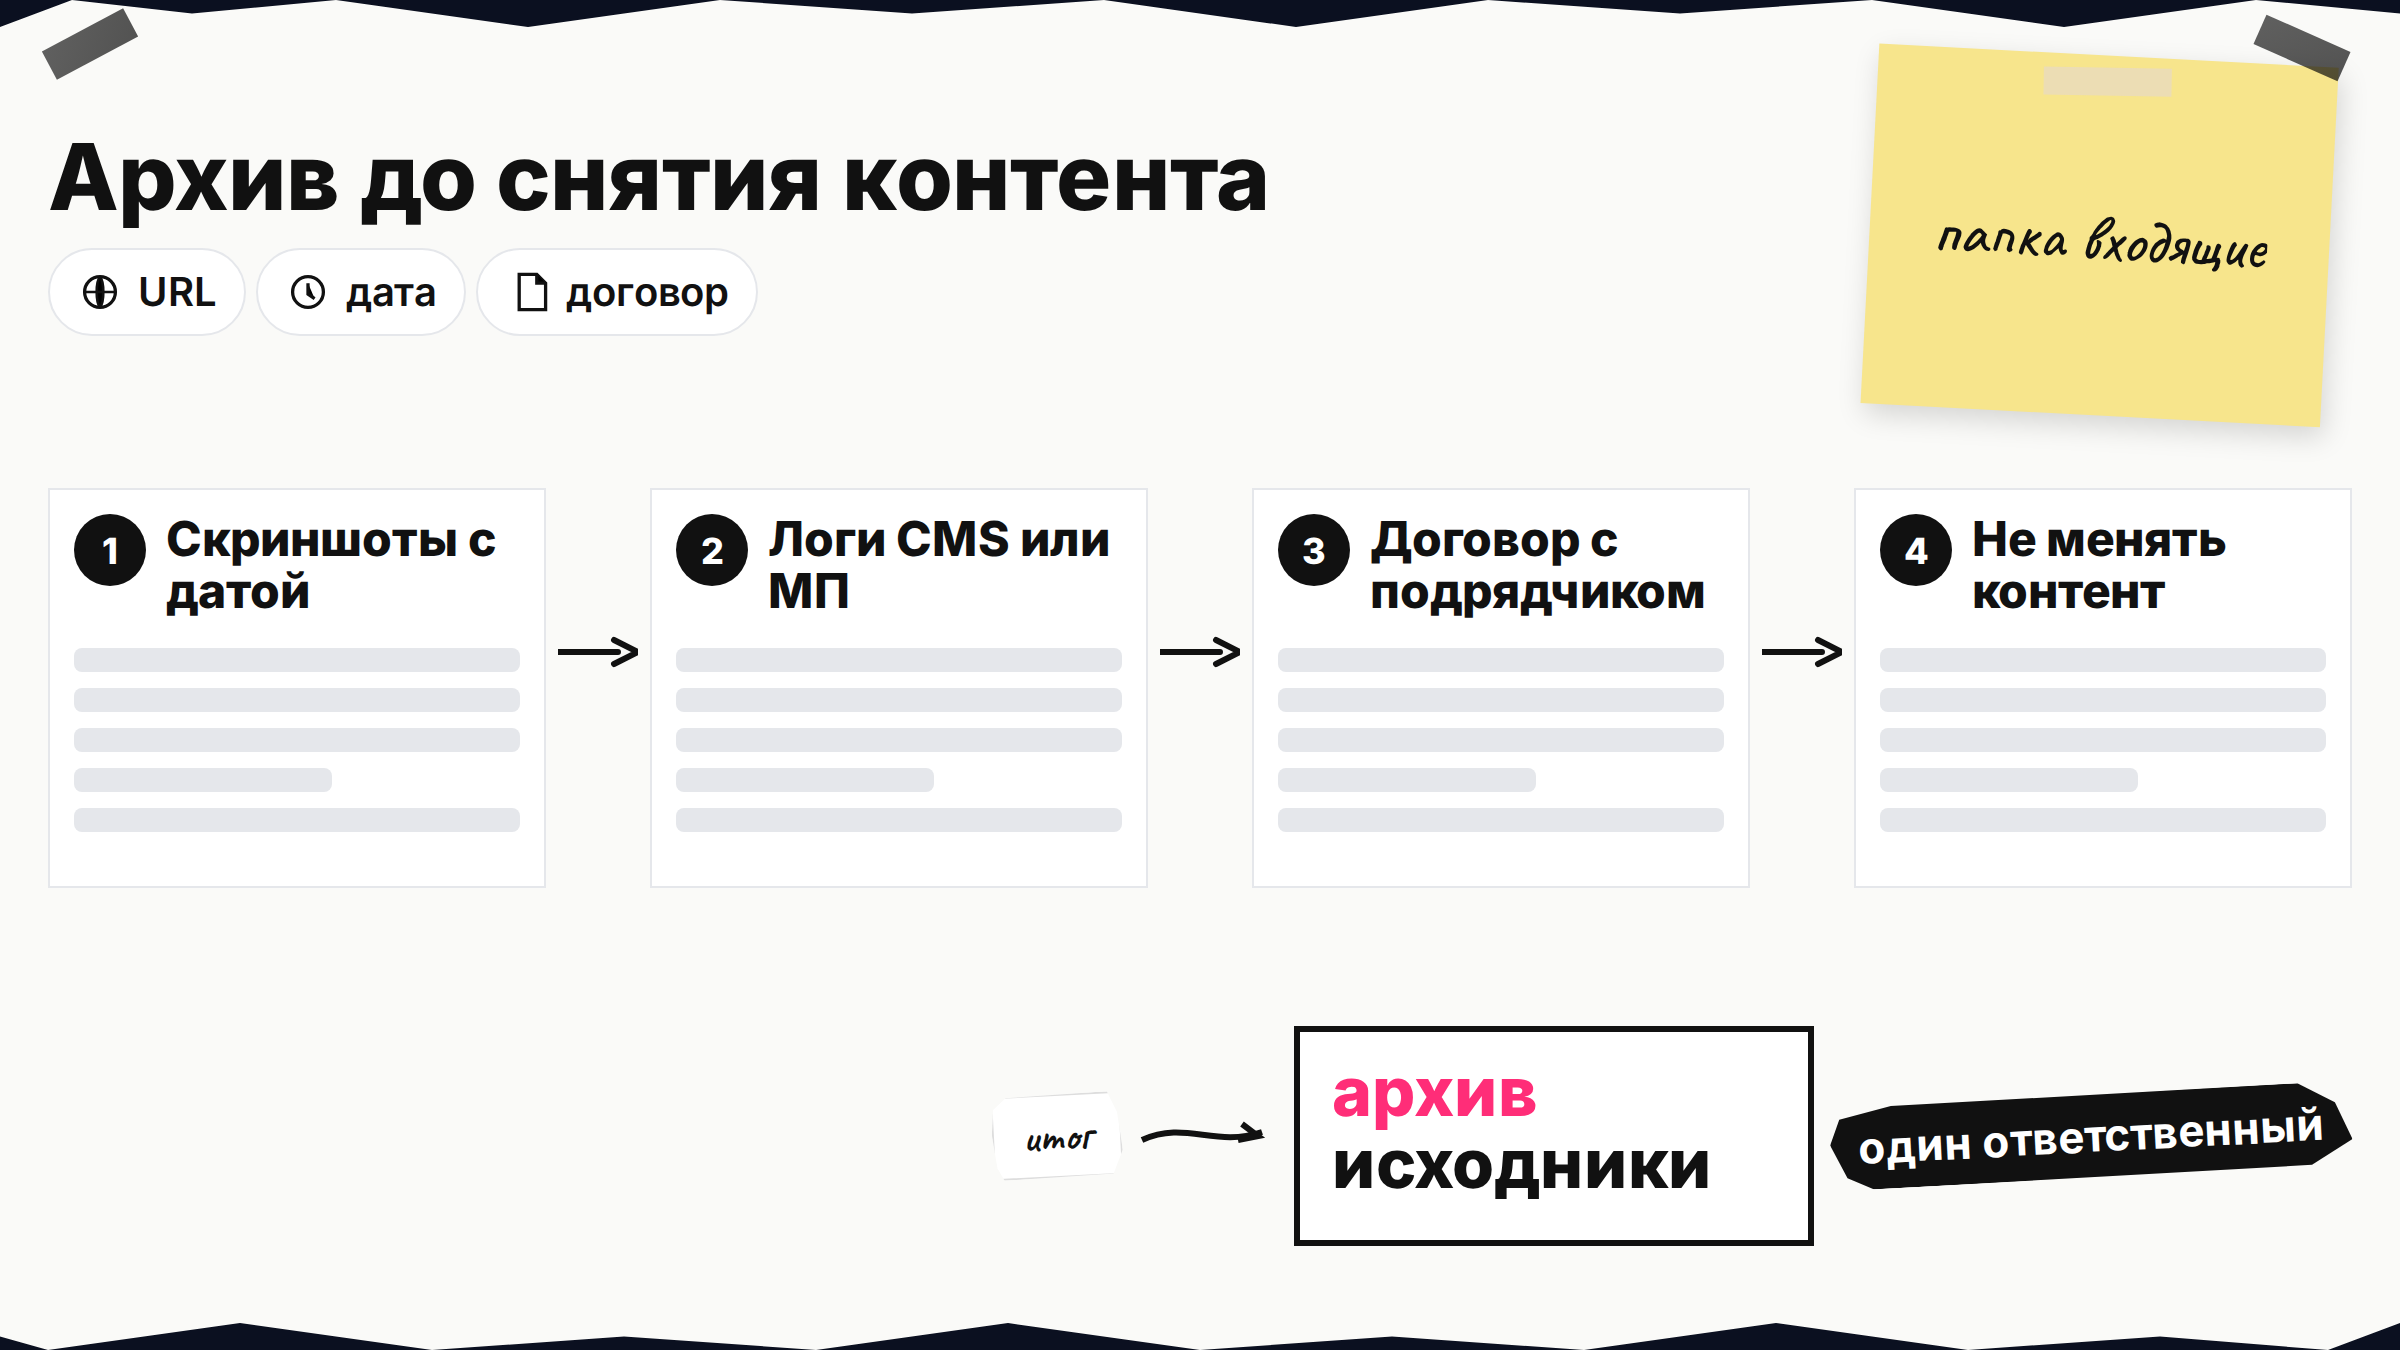 Архив до снятия контента
папка входящие
URL
дата
договор
1
Скриншоты с
датой
2
Логи CMS или
МП
3
Договор с
подрядчиком
4
Не менять
контент
итог
архив
исходники
один ответственный